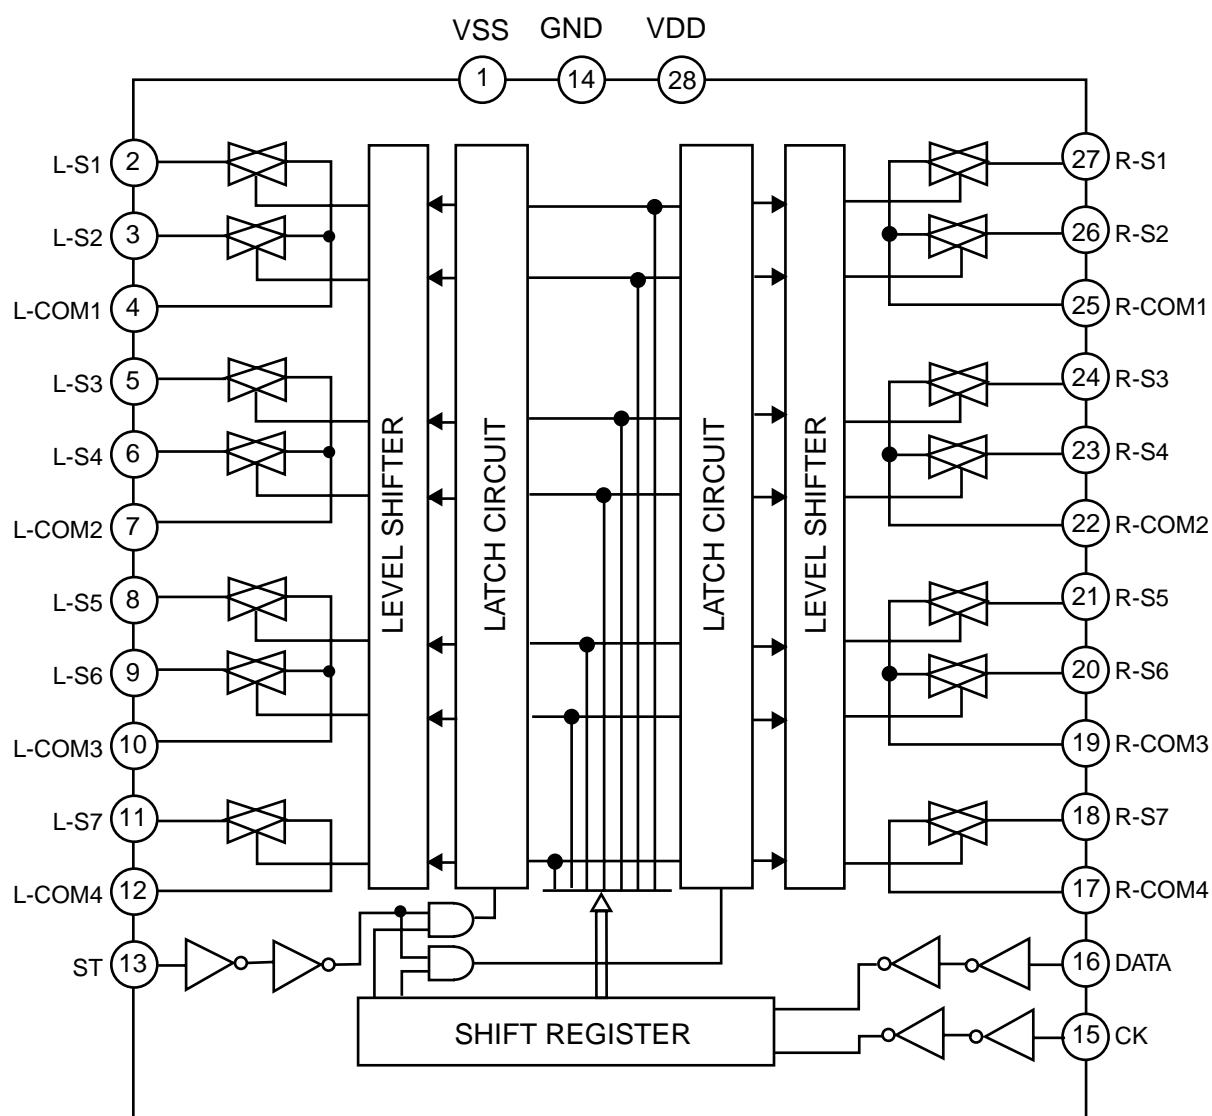 VSS GND VDD
1 14 28
L-S1 2
27 R-S1
L-S2 3
26 R-S2
L-COM1 4
25 R-COM1
L-S3 5
24 R-S3
L-S4 6
23 R-S4
L-COM2 7
22 R-COM2
L-S5 8
21 R-S5
L-S6 9
20 R-S6
L-COM3 10
19 R-COM3
L-S7 11
18 R-S7
L-COM4 12
17 R-COM4
LEVEL SHIFTER
LATCH CIRCUIT
LATCH CIRCUIT
LEVEL SHIFTER
ST 13
16 DATA
SHIFT REGISTER
15 CK